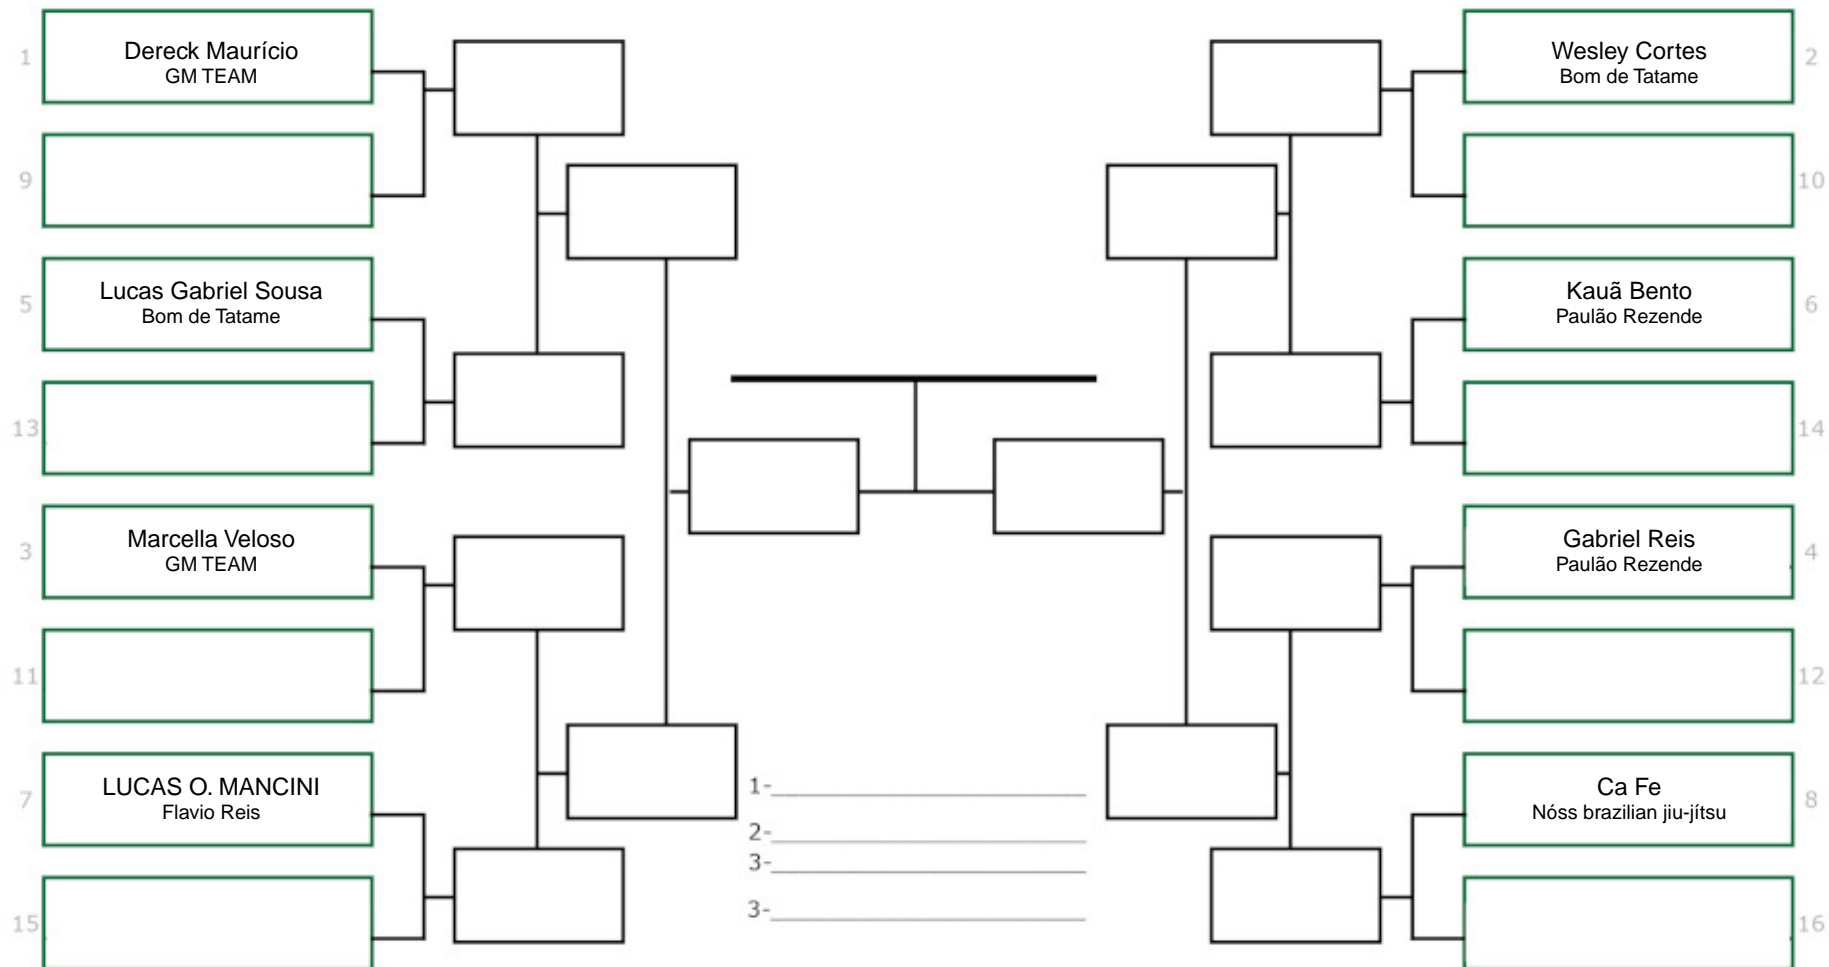 1
Dereck Maurício
GM TEAM
9
5
Lucas Gabriel Sousa
Bom de Tatame
13
3
Marcella Veloso
GM TEAM
11
7
LUCAS O. MANCINI
Flavio Reis
15
1-
2-
3-
3-
Wesley Cortes
Bom de Tatame
2
10
Kauã Bento
Paulão Rezende
6
14
Gabriel Reis
Paulão Rezende
4
12
Ca Fe
Nóss brazilian jiu-jítsu
8
16